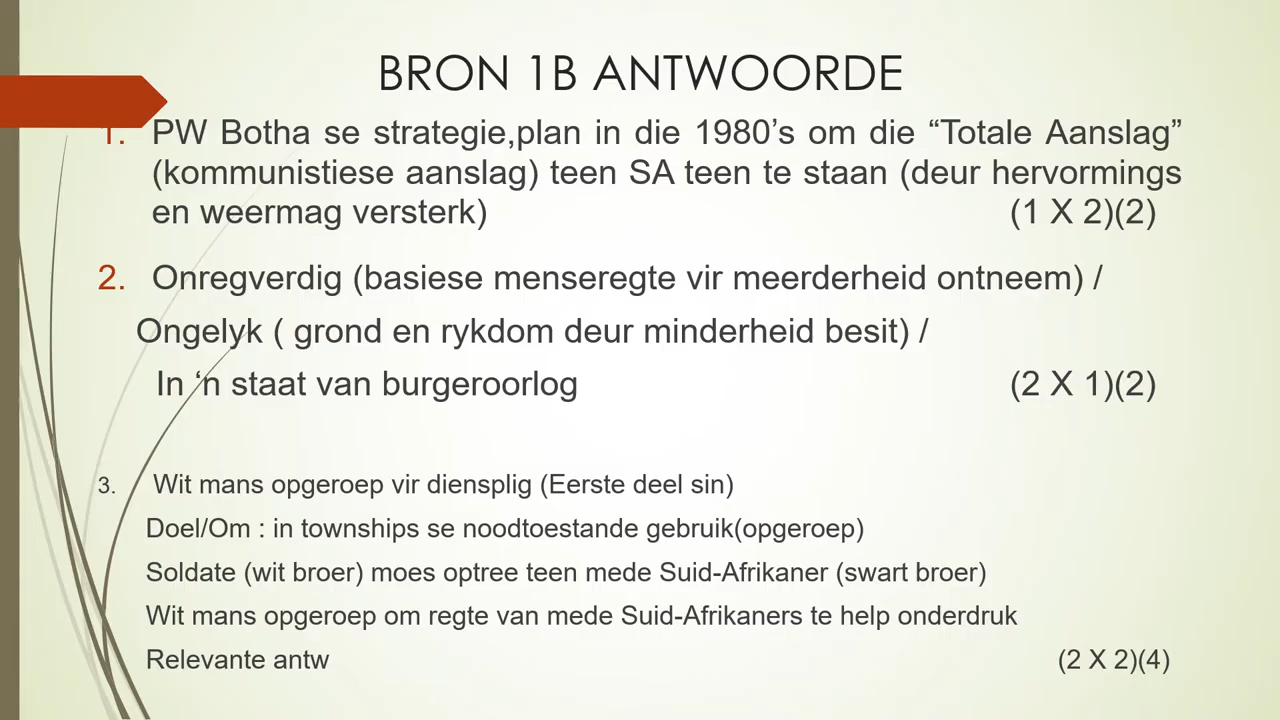 BRON 1B ANTWOORDE
1. PW Botha se strategie,plan in die 1980’s om die “Totale Aanslag”
(kommunistiese aanslag) teen SA teen te staan (deur hervormings
en weermag versterk) (1 X 2)(2)
2. Onregverdig (basiese menseregte vir meerderheid ontneem) /
Ongelyk ( grond en rykdom deur minderheid besit) /
In ‘n staat van burgeroorlog (2 X 1)(2)
3. Wit mans opgeroep vir diensplig (Eerste deel sin)
Doel/Om : in townships se noodtoestande gebruik(opgeroep)
Soldate (wit broer) moes optree teen mede Suid-Afrikaner (swart broer)
Wit mans opgeroep om regte van mede Suid-Afrikaners te help onderdruk
Relevante antw (2 X 2)(4)